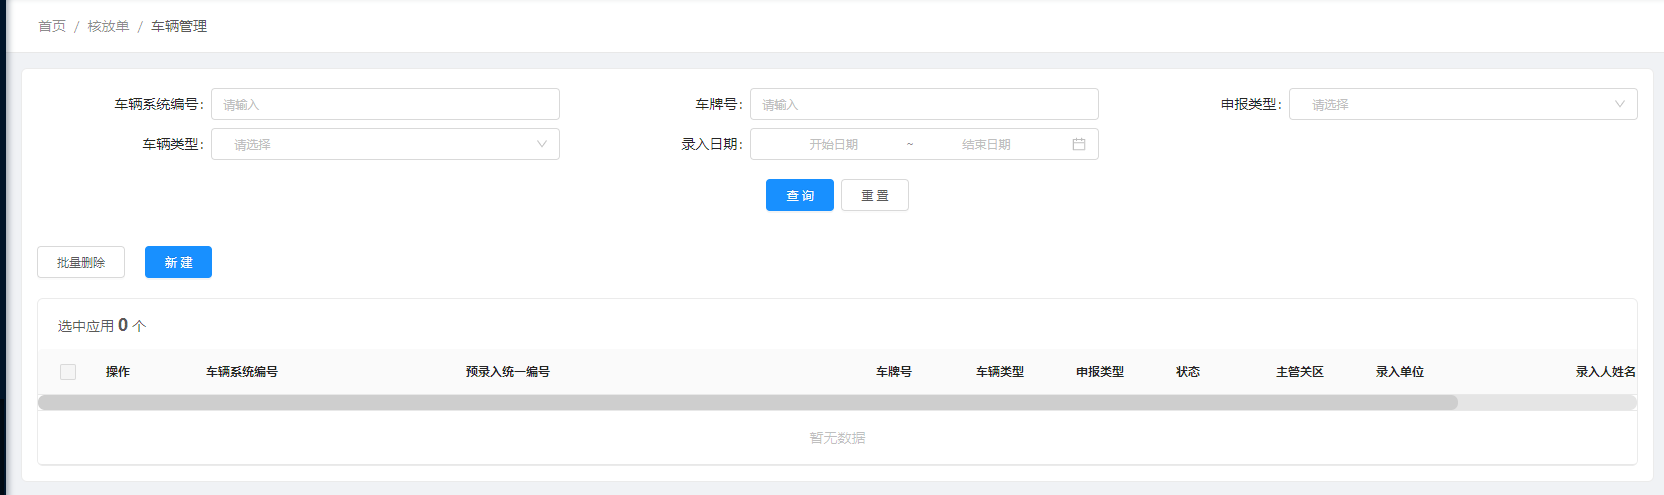 首页 / 核放单 / 车辆管理
车辆系统编号: 请输入 车牌号: 请输入 申报类型: 请选择
车辆类型: 请选择 录入日期: 开始日期 ~ 结束日期
查 询 重 置
批量删除 新 建
选中应用 0 个
操作 车辆系统编号 预录入统一编号 车牌号 车辆类型 申报类型 状态 主管关区 录入单位 录入人姓名
暂无数据